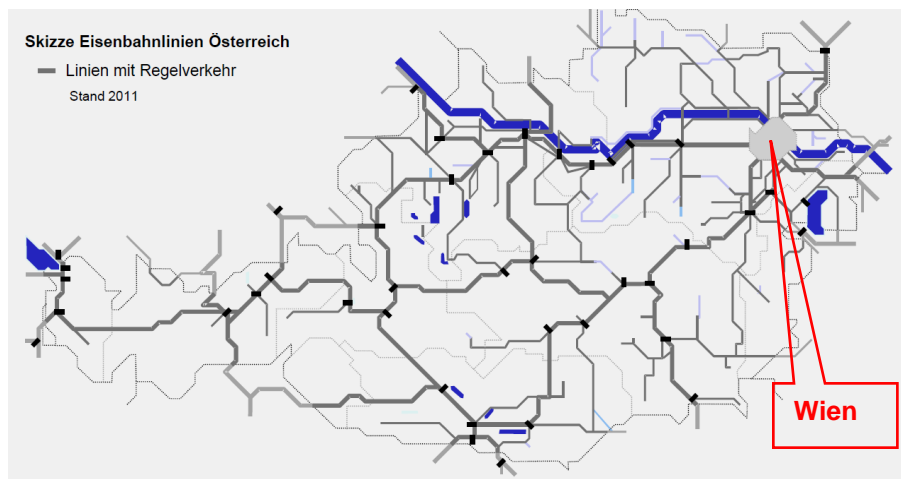 Skizze Eisenbahnlinien Österreich
Linien mit Regelverkehr
Stand 2011
Wien